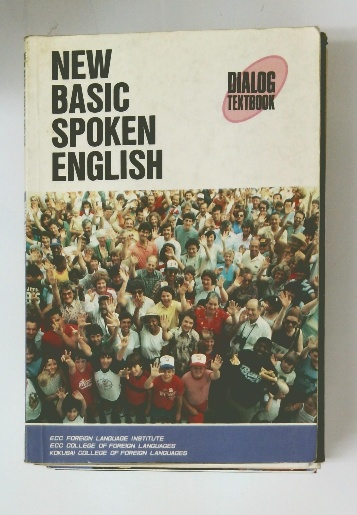 NEW
BASIC
SPOKEN
ENGLISH
DIALOG
TEXTBOOK
ECC FOREIGN LANGUAGE INSTITUTE
ECC COLLEGE OF FOREIGN LANGUAGES
KOKUSAI COLLEGE OF FOREIGN LANGUAGES